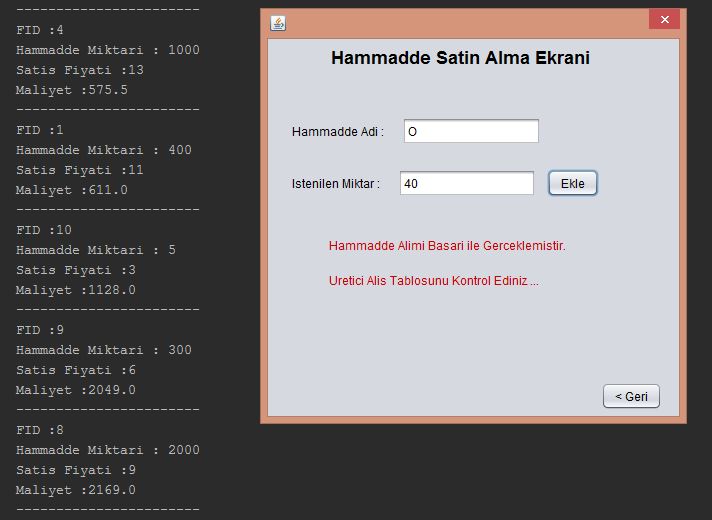 ----------------------
FID :4
Hammadde Miktari : 1000
Satis Fiyati :13
Maliyet :575.5
----------------------
FID :1
Hammadde Miktari : 400
Satis Fiyati :11
Maliyet :611.0
----------------------
FID :10
Hammadde Miktari : 5
Satis Fiyati :3
Maliyet :1128.0
----------------------
FID :9
Hammadde Miktari : 300
Satis Fiyati :6
Maliyet :2049.0
----------------------
FID :8
Hammadde Miktari : 2000
Satis Fiyati :9
Maliyet :2169.0
----------------------
Hammadde Satin Alma Ekrani
Hammadde Adi : O
Istenilen Miktar : 40 Ekle
Hammadde Alimi Basari ile Gerceklemistir.
Uretici Alis Tablosunu Kontrol Ediniz ...
< Geri